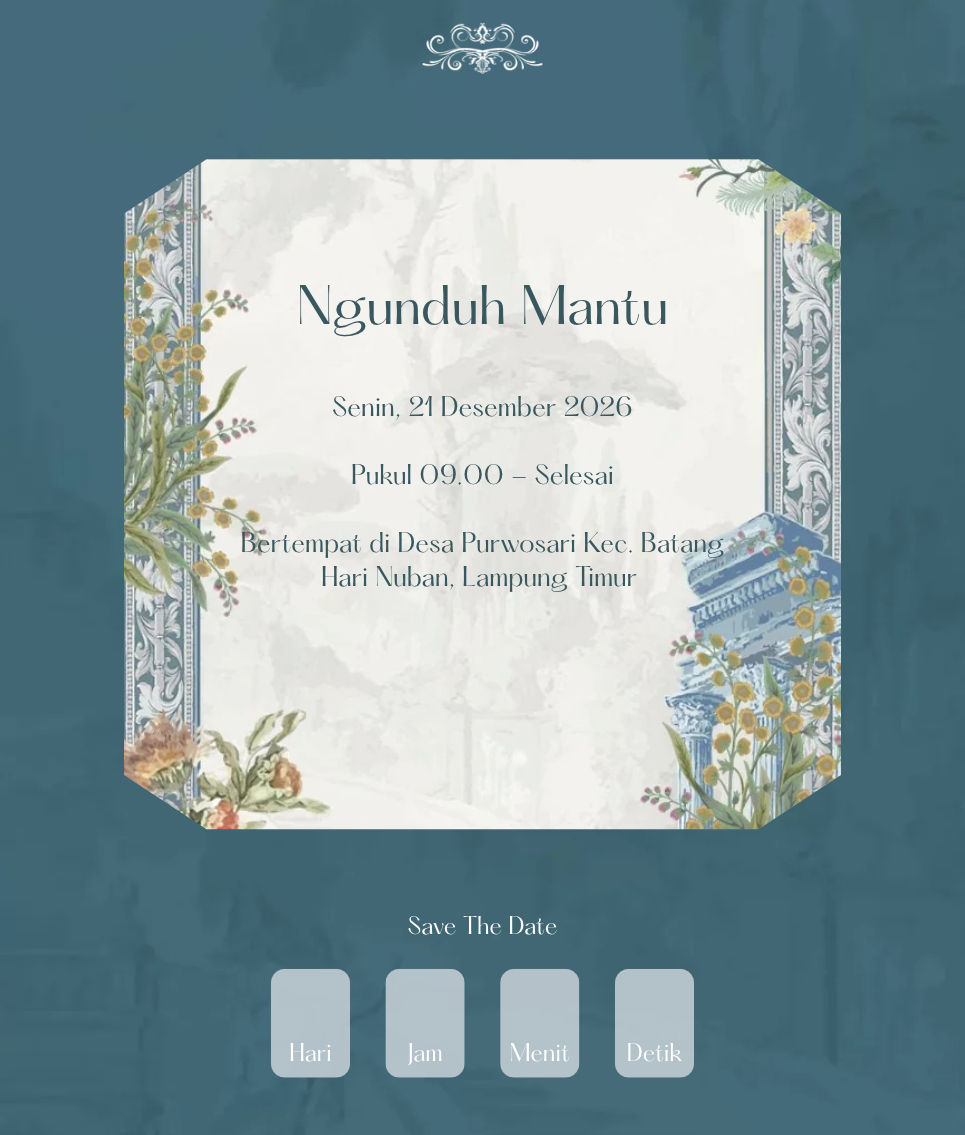 Ngunduh Mantu
Senin, 21 Desember 2026
Pukul 09.00 – Selesai
Bertempat di Desa Purwosari Kec. Batang
Hari Nuban, Lampung Timur
Save The Date
Hari
Jam
Menit
Detik